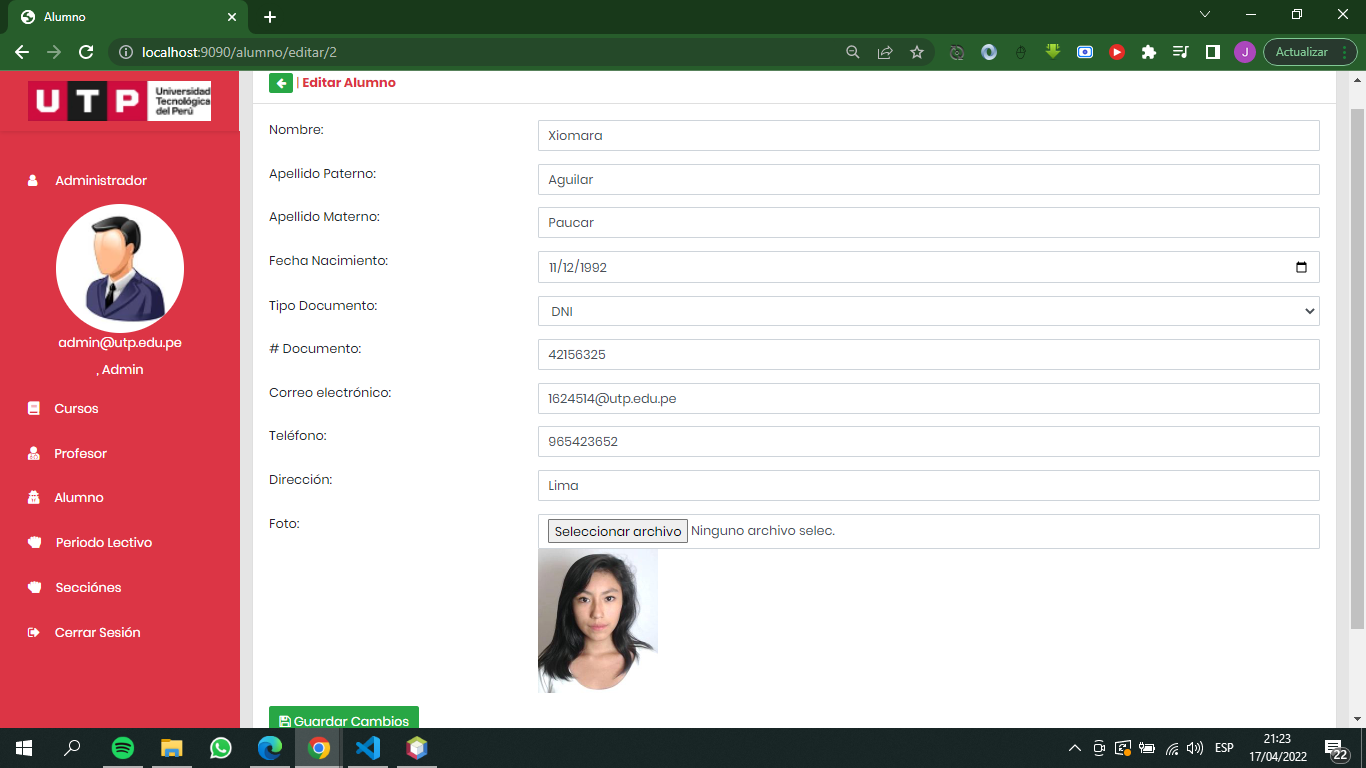 Alumno
localhost:9090/alumno/editar/2
Actualizar
J
UTP
Universidad
Tecnológica
del Perú
Administrador
admin@utp.edu.pe
, Admin
Cursos
Profesor
Alumno
Periodo Lectivo
Secciónes
Cerrar Sesión
| Editar Alumno
Nombre: Xiomara
Apellido Paterno: Aguilar
Apellido Materno: Paucar
Fecha Nacimiento: 11/12/1992
Tipo Documento: DNI
# Documento: 42156325
Correo electrónico: 1624514@utp.edu.pe
Teléfono: 965423652
Dirección: Lima
Foto: Seleccionar archivo Ninguno archivo selec.
Guardar Cambios
ESP
21:23
17/04/2022
22